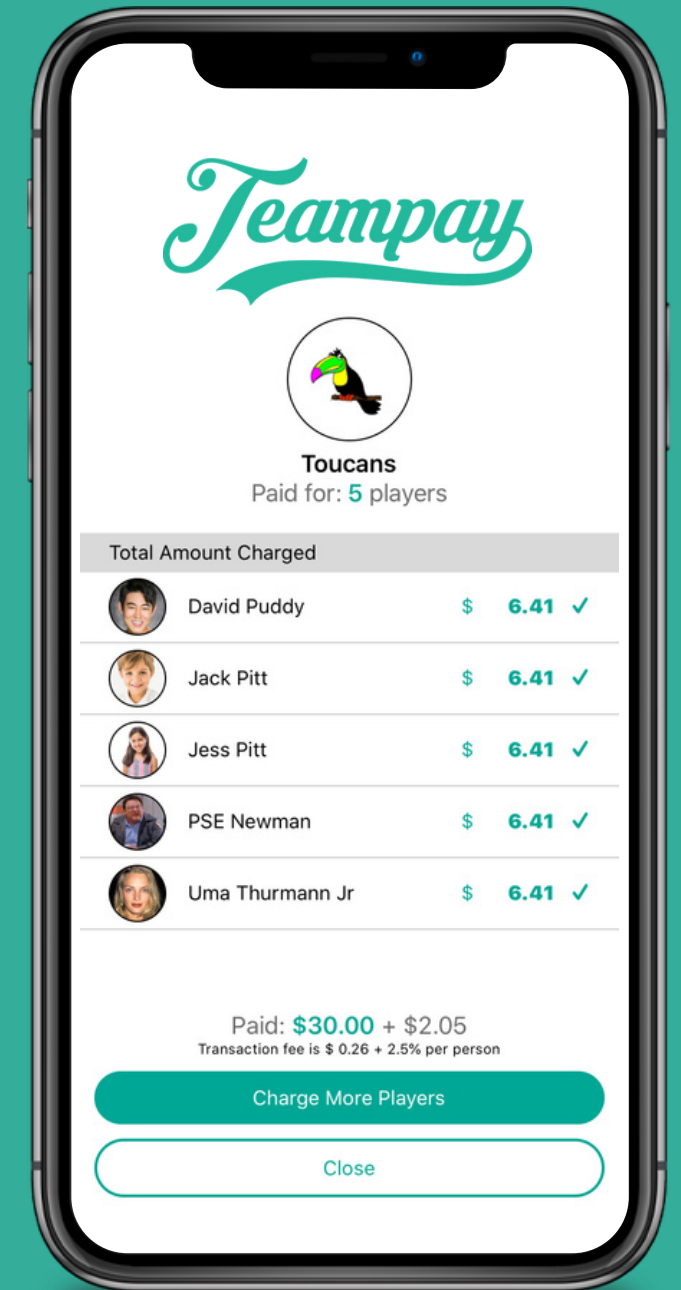 Teampay
Toucans
Paid for: 5 players
Total Amount Charged
David Puddy $ 6.41 ✓
Jack Pitt $ 6.41 ✓
Jess Pitt $ 6.41 ✓
PSE Newman $ 6.41 ✓
Uma Thurmann Jr $ 6.41 ✓
Paid: $30.00 + $2.05
Transaction fee is $ 0.26 + 2.5% per person
Charge More Players
Close